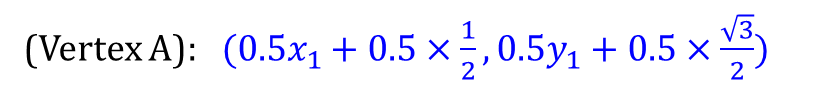 (Vertex A): (0.5x₁ + 0.5 × 1/2, 0.5y₁ + 0.5 × √3/2)